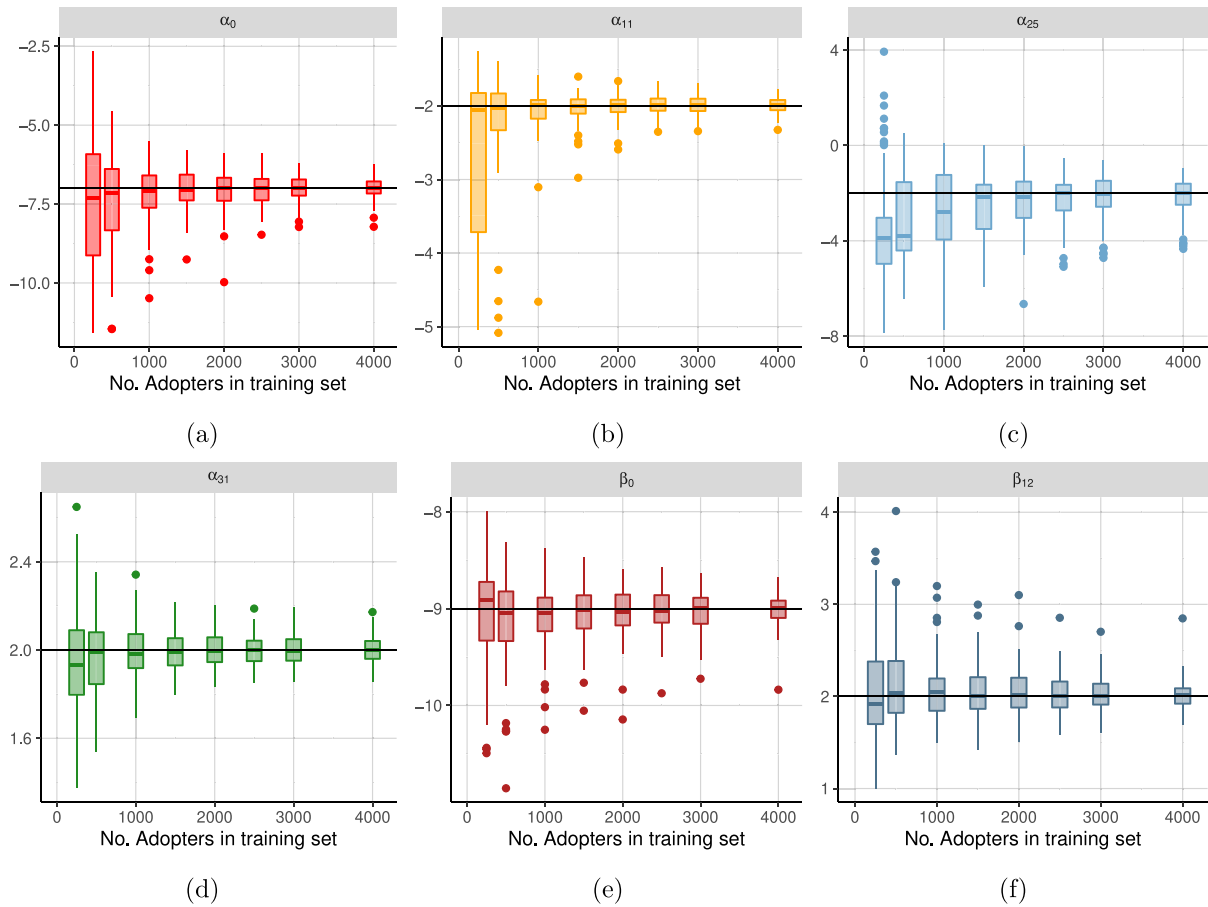 α0 α11 α25
−2.5 −5.0 −7.5 −10.0
−2 −3 −4 −5
4 0 −4 −8
0 1000 2000 3000 4000 0 1000 2000 3000 4000 0 1000 2000 3000 4000
No. Adopters in training set No. Adopters in training set No. Adopters in training set
(a) (b) (c)
α31 β0 β12
2.4 2.0 1.6
−8 −9 −10
4 3 2 1
0 1000 2000 3000 4000 0 1000 2000 3000 4000 0 1000 2000 3000 4000
No. Adopters in training set No. Adopters in training set No. Adopters in training set
(d) (e) (f)